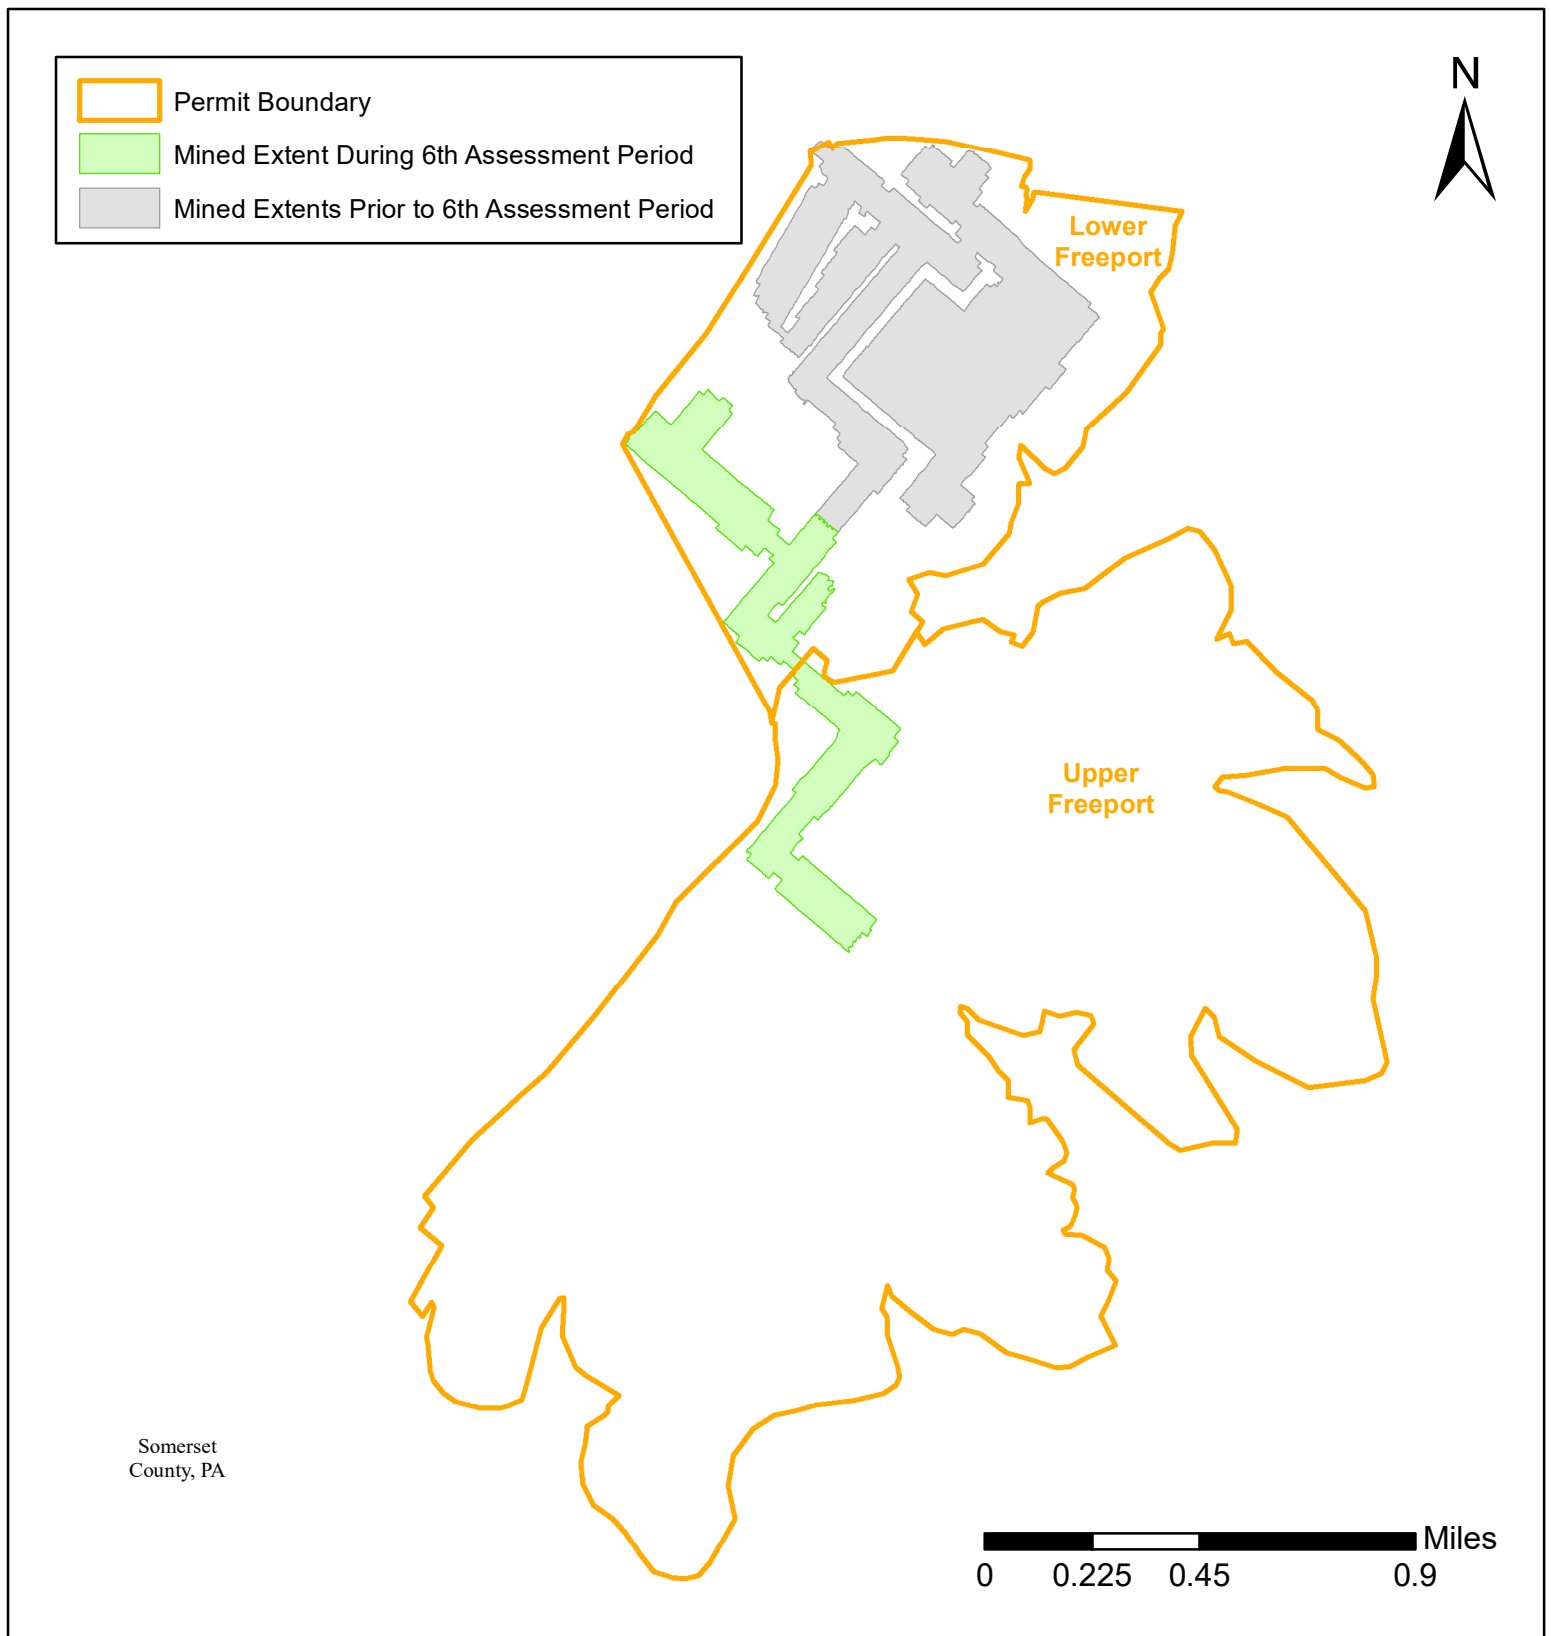 N
Permit Boundary
Mined Extent During 6th Assessment Period
Mined Extents Prior to 6th Assessment Period
Lower
Freeport
Upper
Freeport
Somerset
County, PA
Miles
0 0.225 0.45 0.9